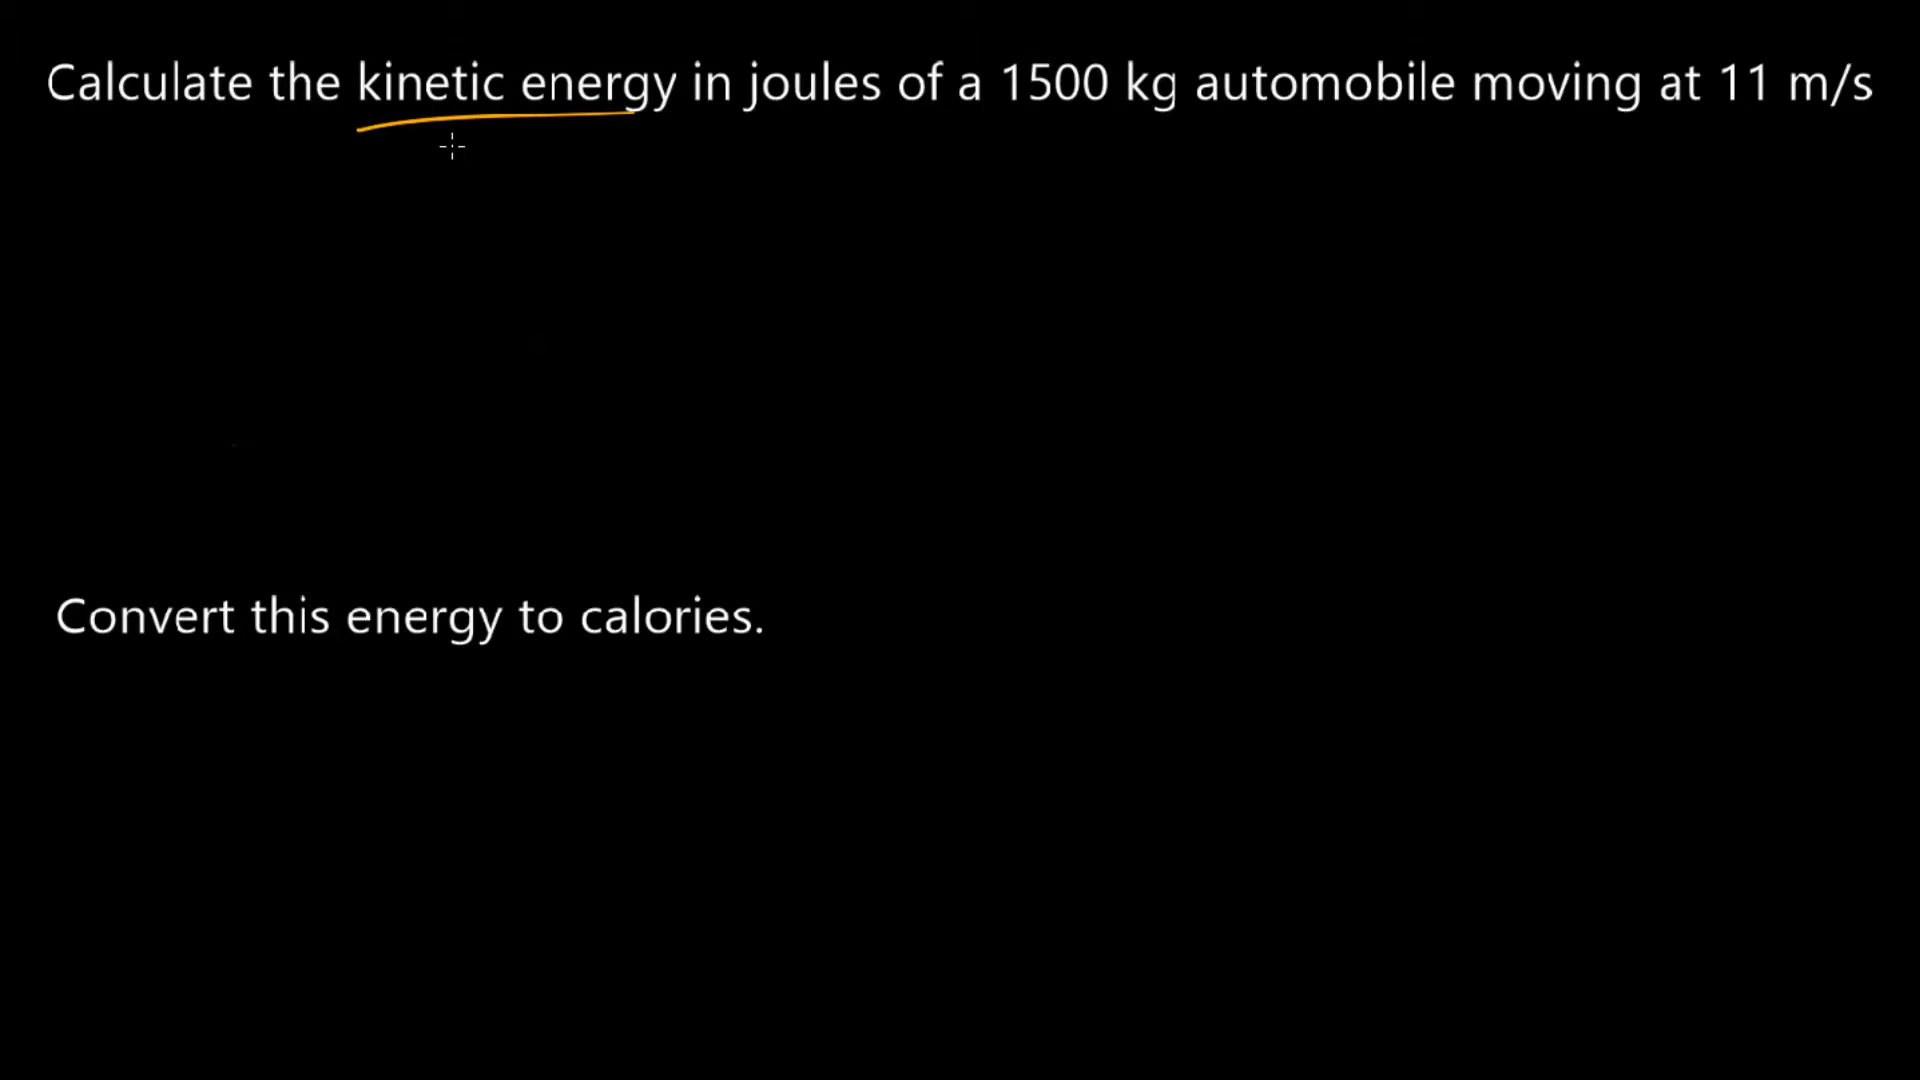 Calculate the kinetic energy in joules of a 1500 kg automobile moving at 11 m/s
Convert this energy to calories.